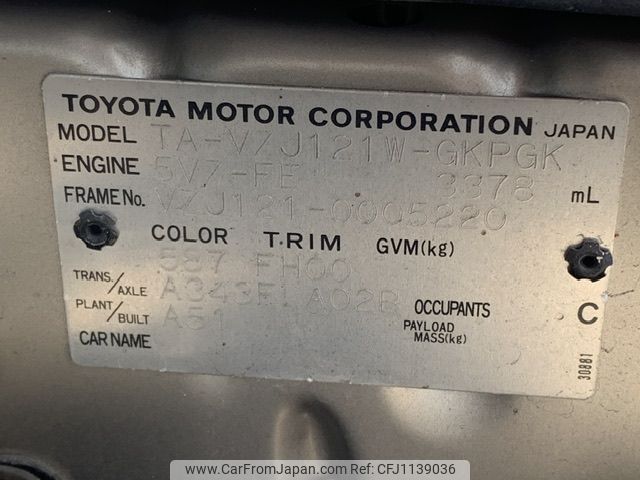 TOYOTA MOTOR CORPORATION JAPAN
MODEL TA-VZJ121W-GKPGK
ENGINE 5VZ-FE 3378 mL
FRAME No. VZJ121-0005220
COLOR TRIM GVM(kg)
FH00
TRANS./AXLE A343F A02B OCCUPANTS C
PLANT/BUILT A51 PAYLOAD MASS(kg)
CAR NAME
30881
www.CarFromJapan.com | ID: CFJ1139036